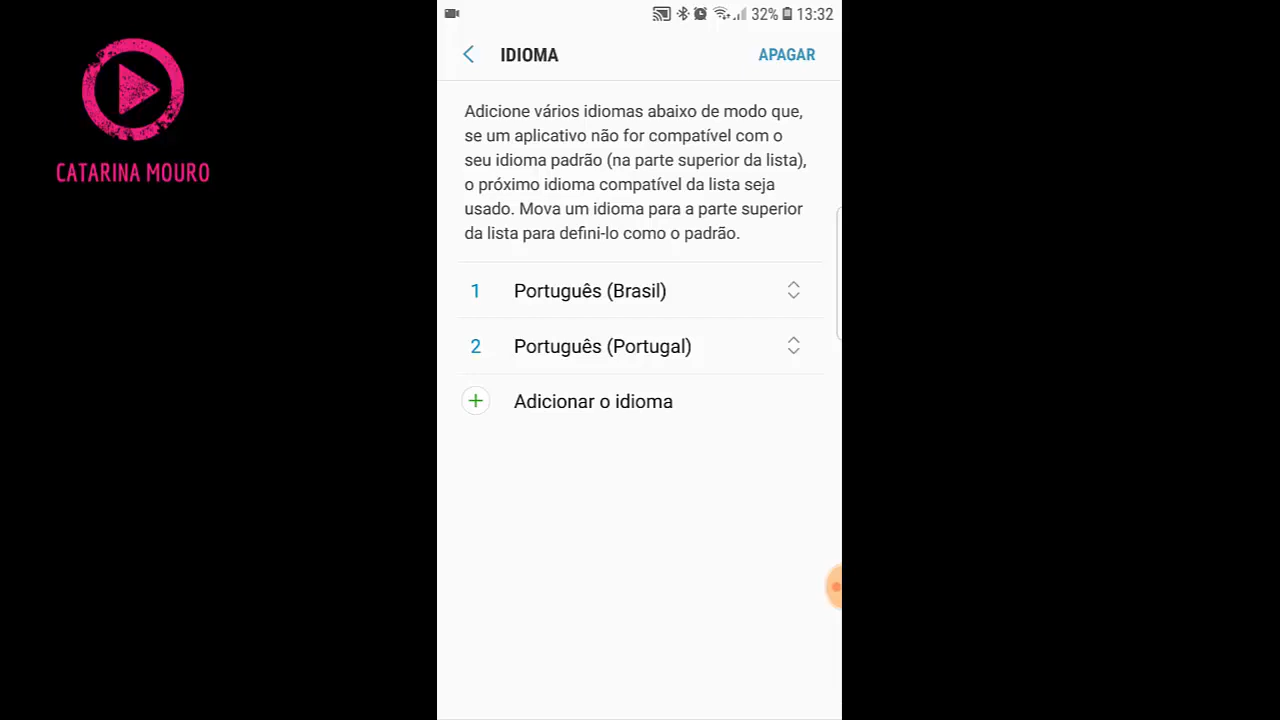 32% 13:32
CATARINA MOURO
IDIOMA
APAGAR
Adicione vários idiomas abaixo de modo que,
se um aplicativo não for compatível com o
seu idioma padrão (na parte superior da lista),
o próximo idioma compatível da lista seja
usado. Mova um idioma para a parte superior
da lista para defini-lo como o padrão.
1 Português (Brasil)
2 Português (Portugal)
Adicionar o idioma